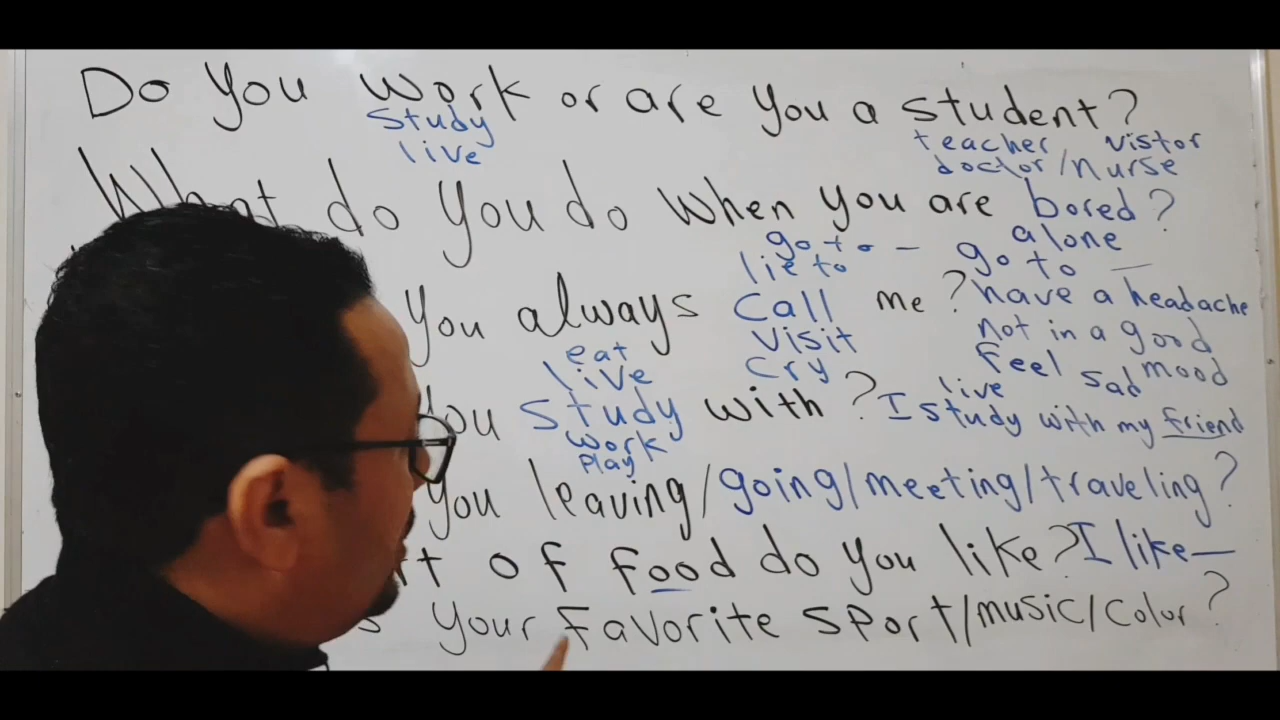 Do You work or are You a student?
Study
live
teacher vistor
doctor/nurse
What do You do when you are bored?
go to - alone
lie to go to —
You always Call me? have a headache
Visit not in a good
eat Cry Feel sad mood
live live
You study with? I study with my friend
work
Play
You leaving/going/meeting/traveling?
rt of food do you like? I like—
s your Favorite sport/music/color?